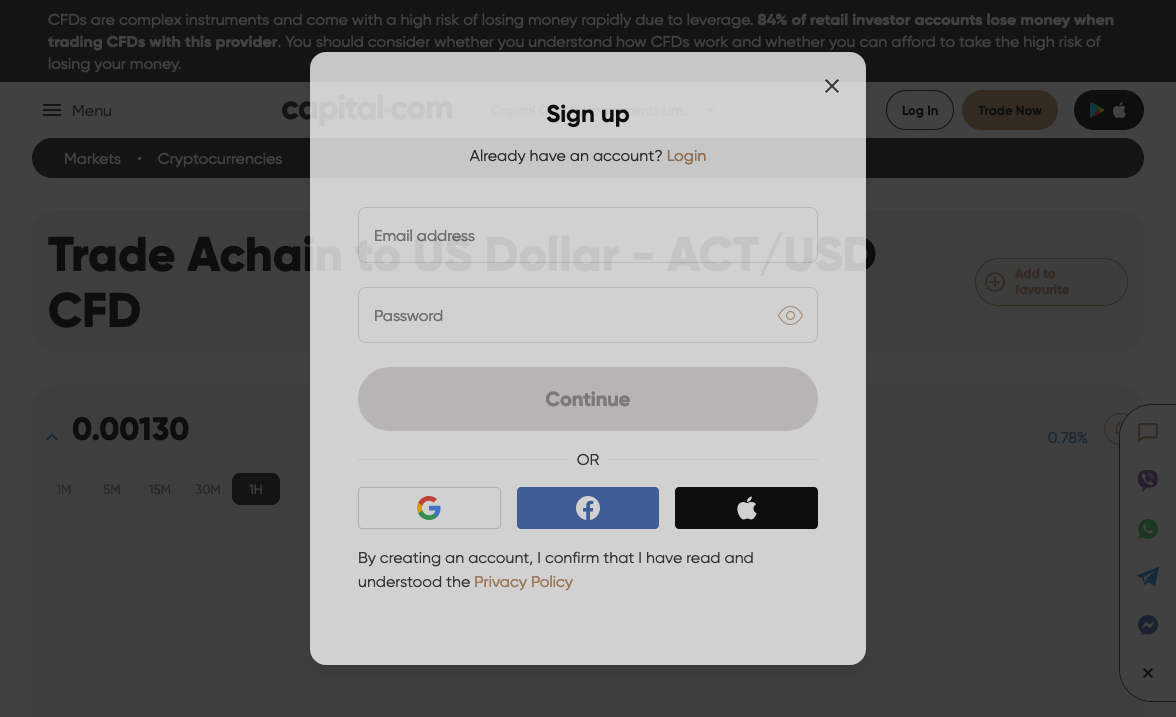 CFDs are complex instruments and come with a high risk of losing money rapidly due to leverage. 84% of retail investor accounts lose money when
trading CFDs with this provider. You should consider whether you understand how CFDs work and whether you can afford to take the high risk of
losing your money.
Menu
capital.com
Log In
Trade Now
Sign up
Already have an account? Login
Markets • Cryptocurrencies
Email address
Trade Achain to US Dollar - ACT/USD
CFD
Add to
favourite
Password
Continue
0.00130
0.78%
OR
1M 5M 15M 30M 1H
By creating an account, I confirm that I have read and
understood the Privacy Policy